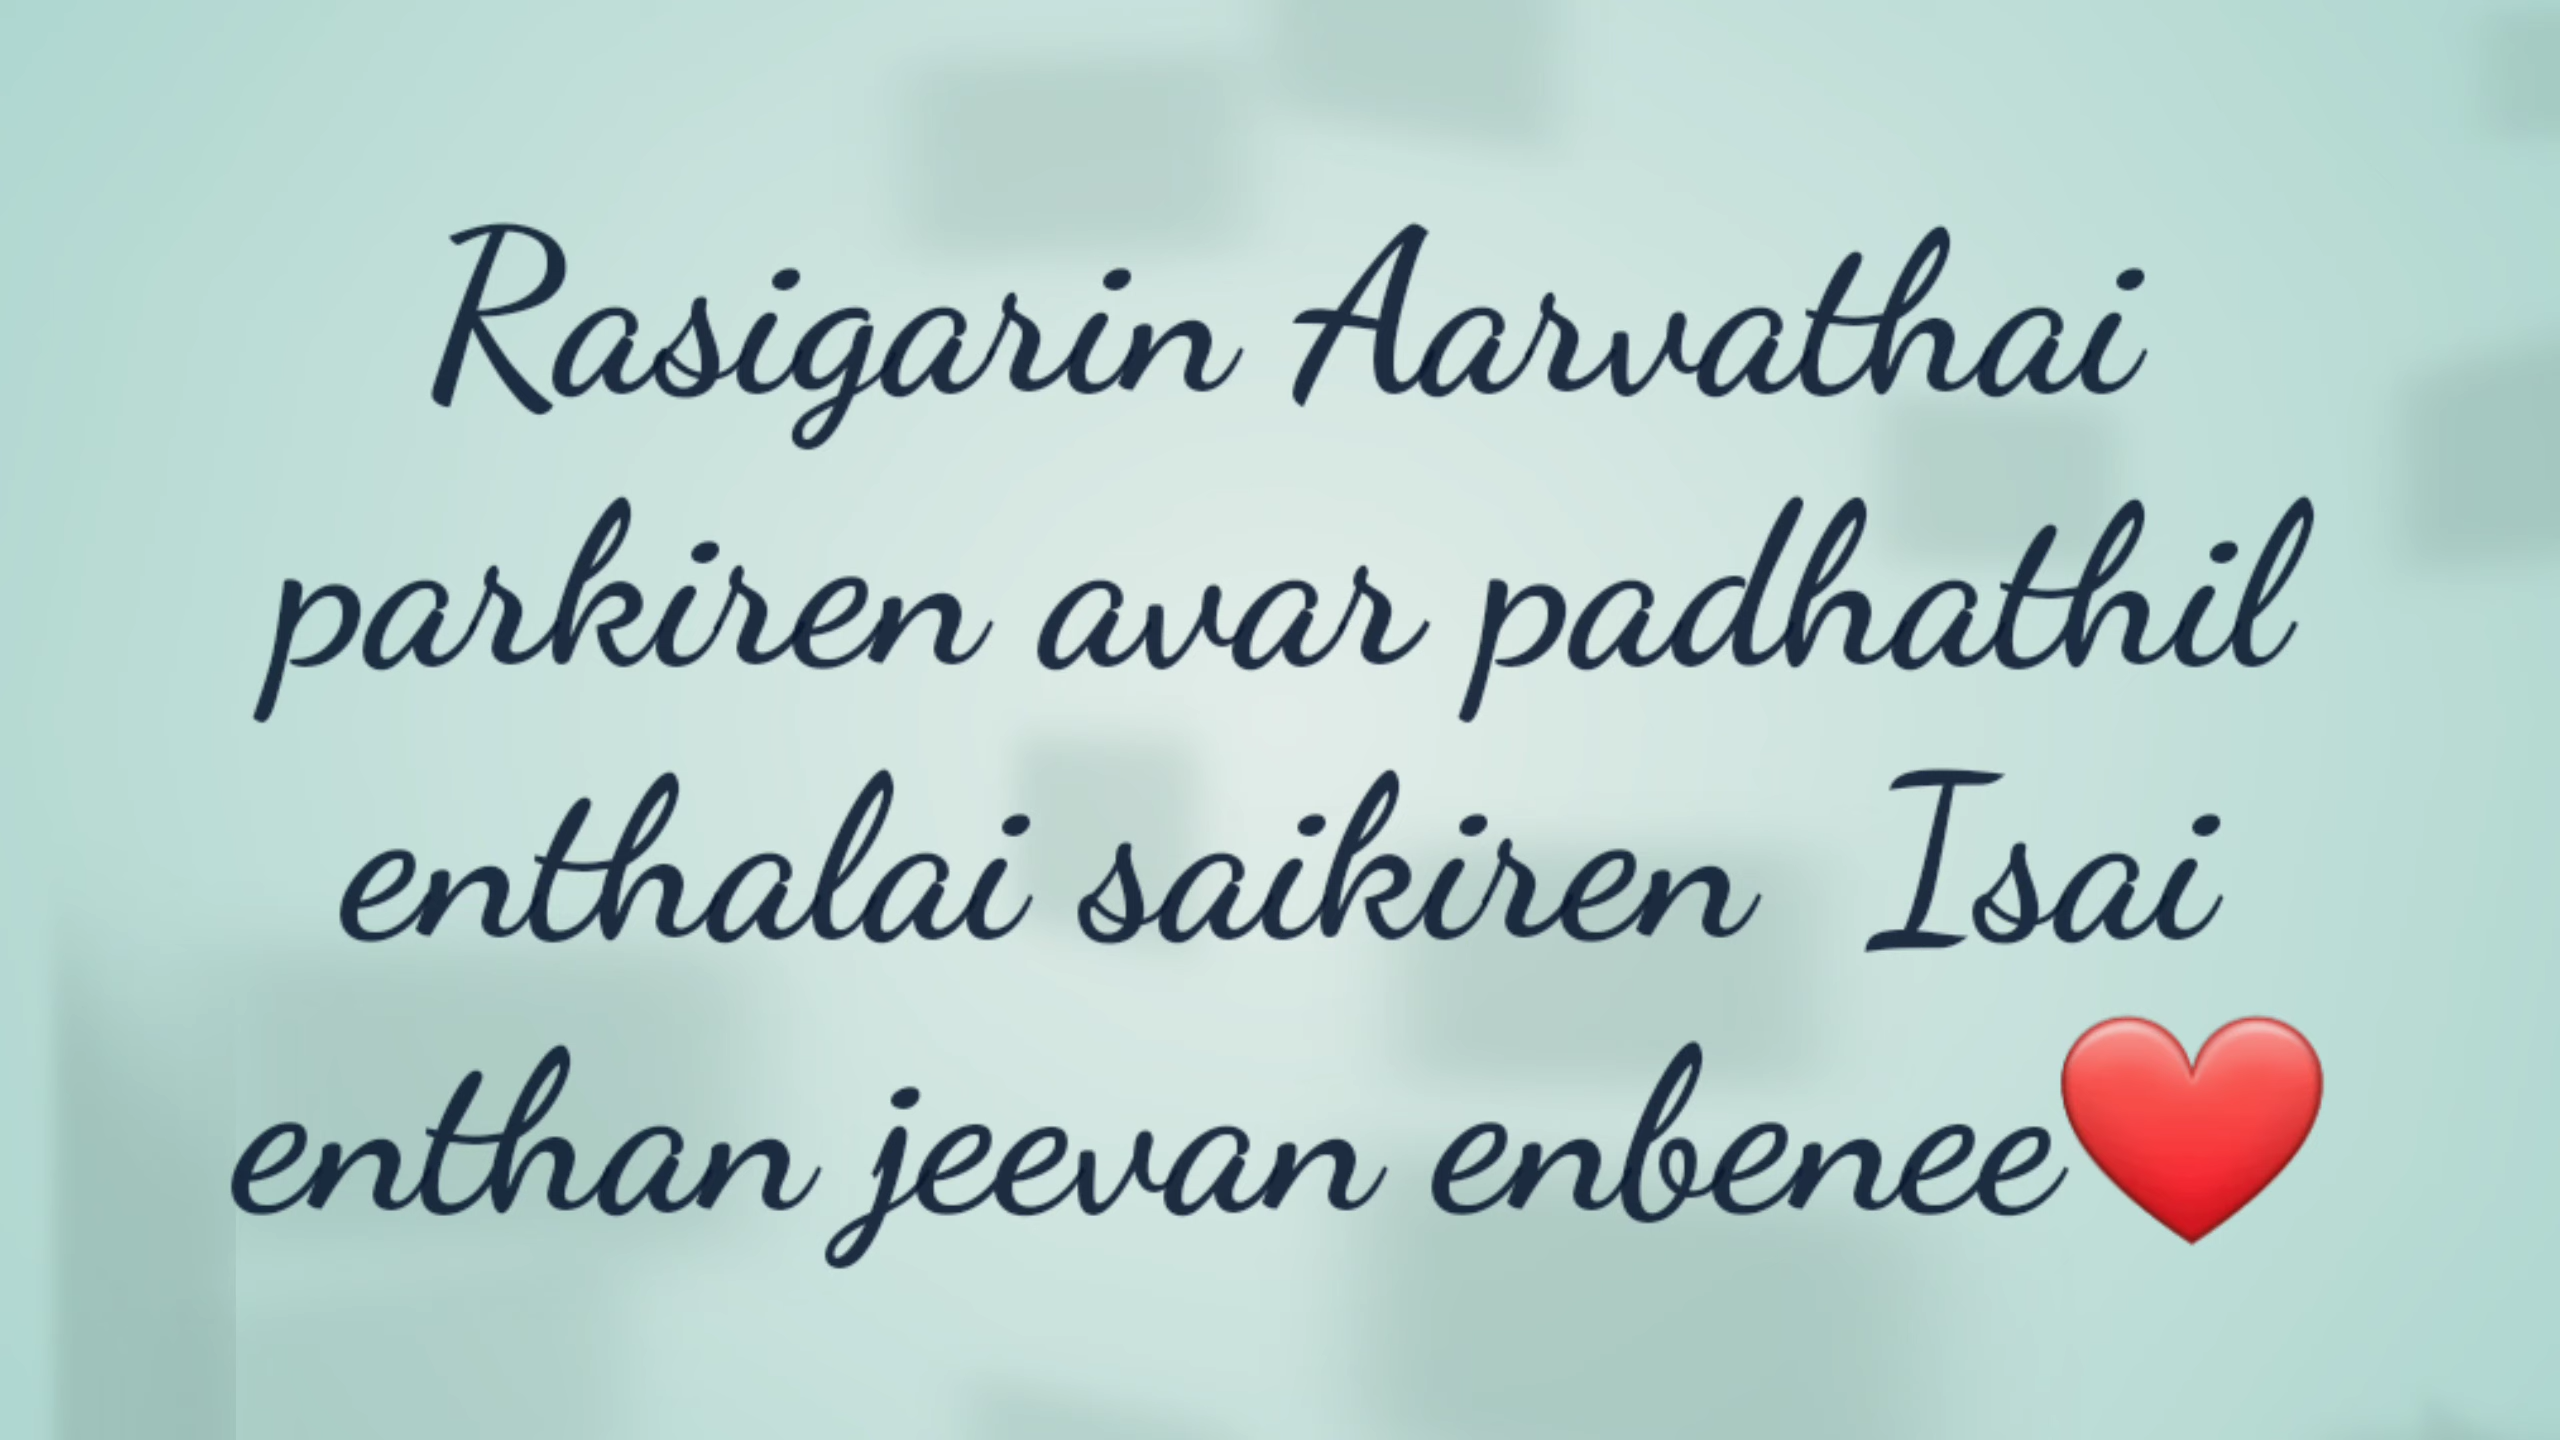 Rasigarin Aarvathai
parkiren avar padhathil
enthalai saikiren Isai
enthan jeevan enbenee❤️